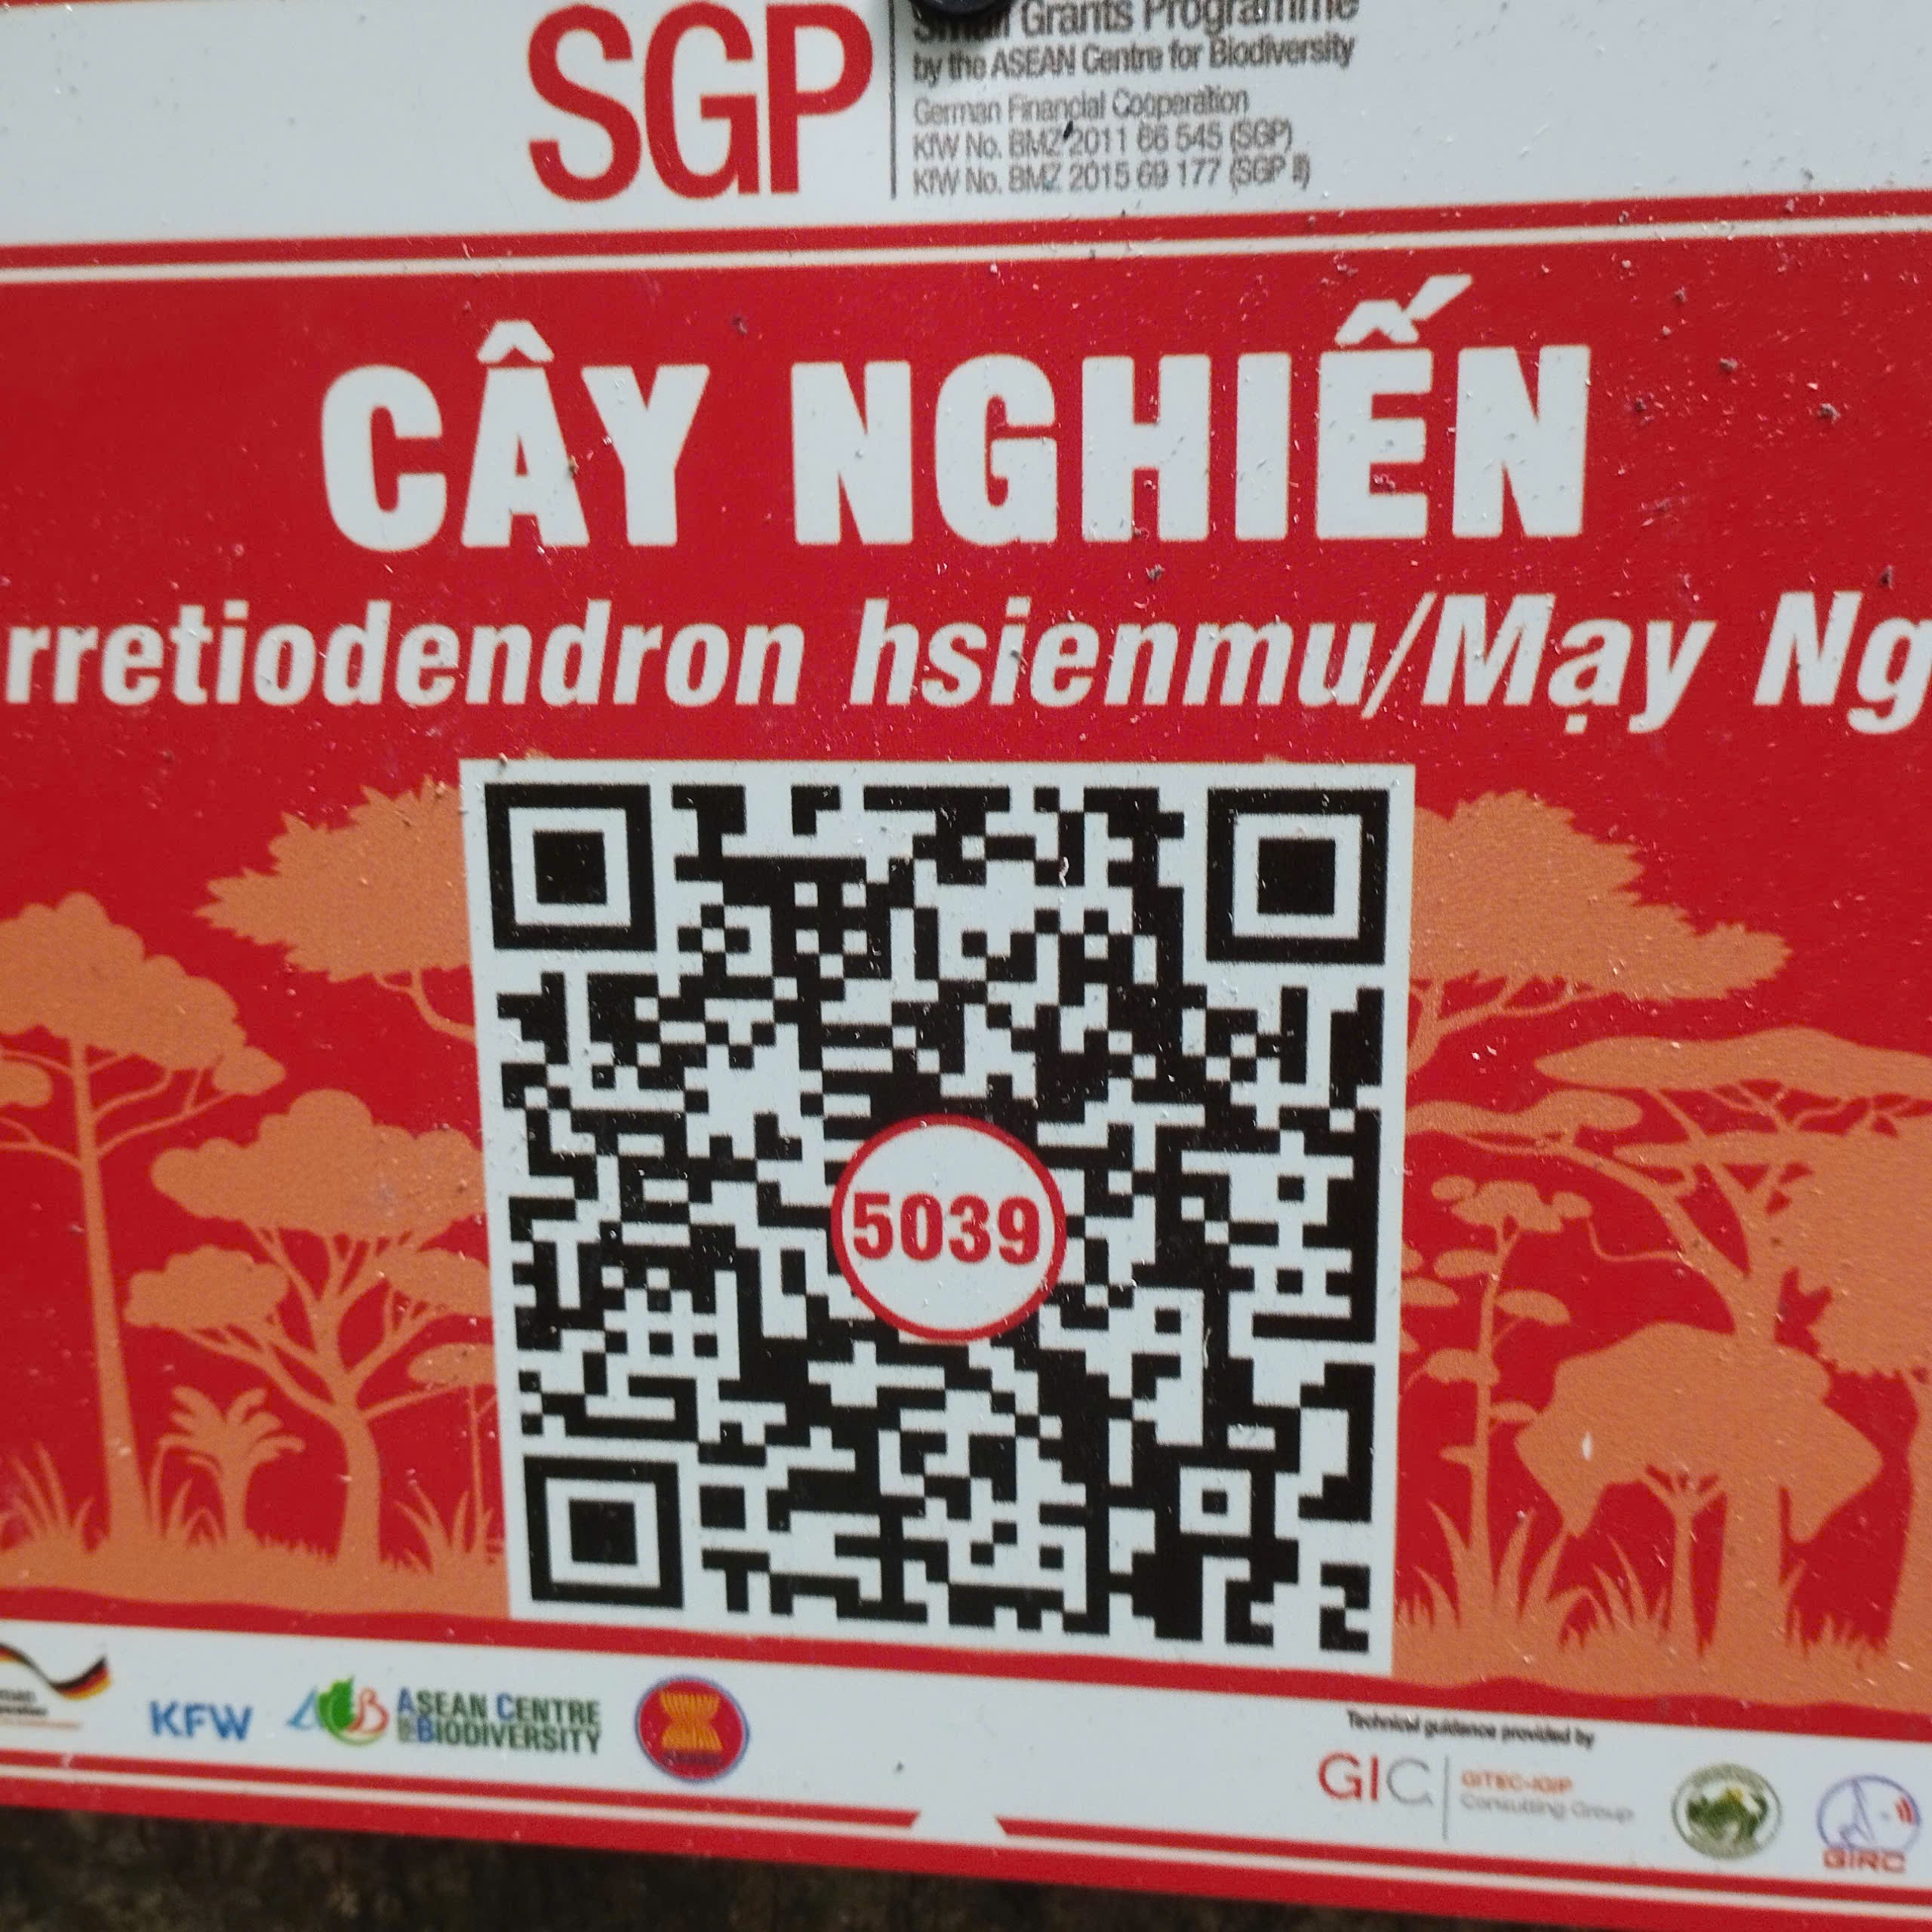 SGP
Small Grants Programme
by the ASEAN Centre for Biodiversity
German Financial Cooperation
KfW No. BMZ 2011 66 545 (SGP)
KfW No. BMZ 2015 69 177 (SGP II)
CÂY NGHIẾN
rretiodendron hsienmu/Mạy Ng
5039
KFW
ACB
ASEAN CENTRE
FOR BIODIVERSITY
Technical guidance provided by
GIC
GITEC-IGIP
Consulting Group
GIRC